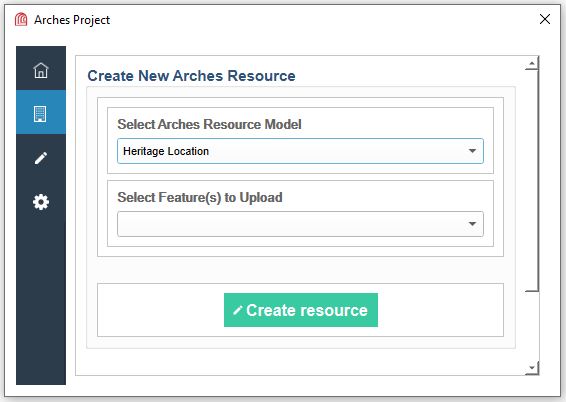 Arches Project
Create New Arches Resource
Select Arches Resource Model
Heritage Location
Select Feature(s) to Upload
Create resource